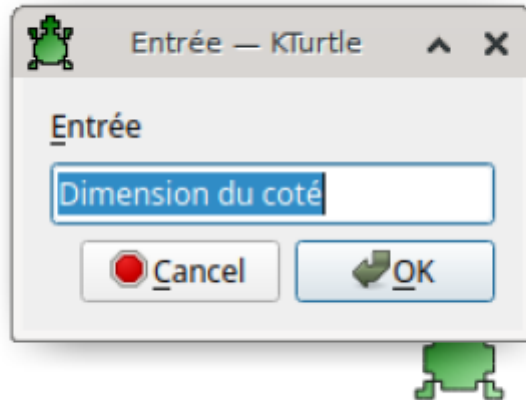 Entrée — KTurtle
Entrée
Dimension du coté
Cancel
OK